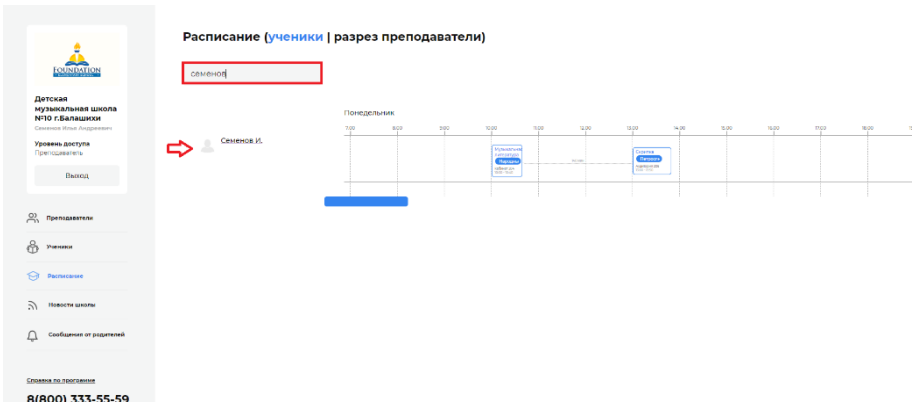 FOUNDATION
Детская
музыкальная школа
№10 г.Балашихи
Семенов Илья Андреевич
Уровень доступа
Преподаватель
Выход
Преподаватели
Ученики
Расписание
Новости школы
Сообщения от родителей
Справка по программе
8(800) 333-55-59
Расписание (ученики | разрез преподаватели)
семенов
Понедельник
7:00 8:00 9:00 10:00 11:00 12:00 13:00 14:00 15:00 16:00 17:00 18:00
Семенов И.
Музыкальная
литература
Скрипка